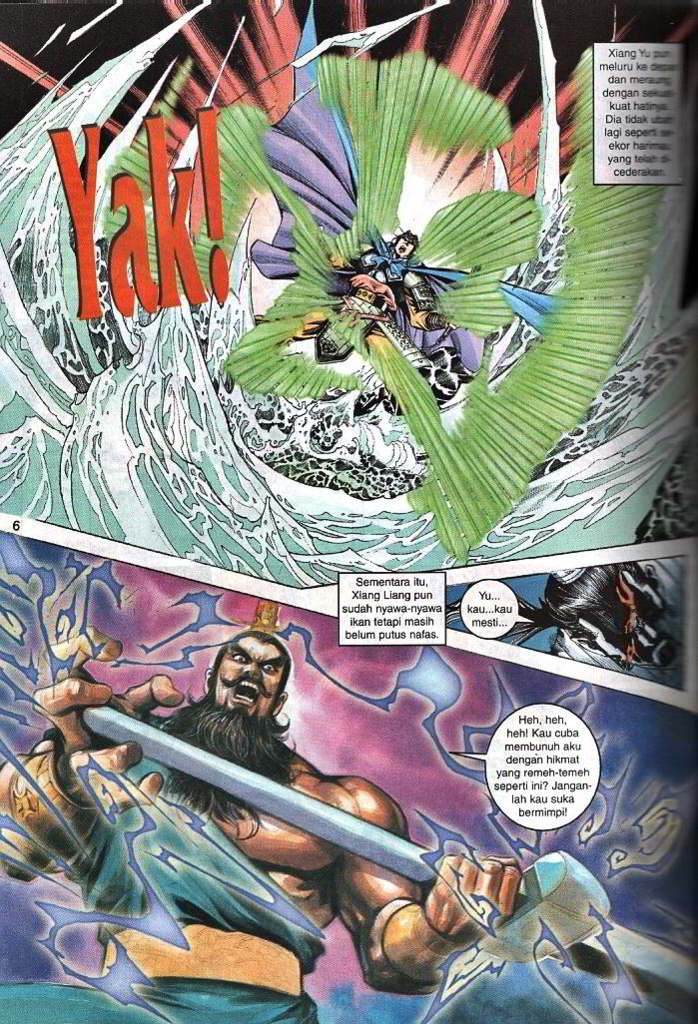 Xiang Yu pun
meluru ke depan
dan meraung
dengan sekuat-
kuat hatinya.
Dia tidak ubah
lagi seperti se-
ekor harimau
yang telah di-
cederakan.
Yak!
6
Sementara itu,
Xiang Liang pun
sudah nyawa-nyawa
ikan tetapi masih
belum putus nafas.
Yu...
kau...kau
mesti...
Heh, heh,
heh! Kau cuba
membunuh aku
dengan hikmat
yang remeh-temeh
seperti ini? Jangan-
lah kau suka
bermimpi!